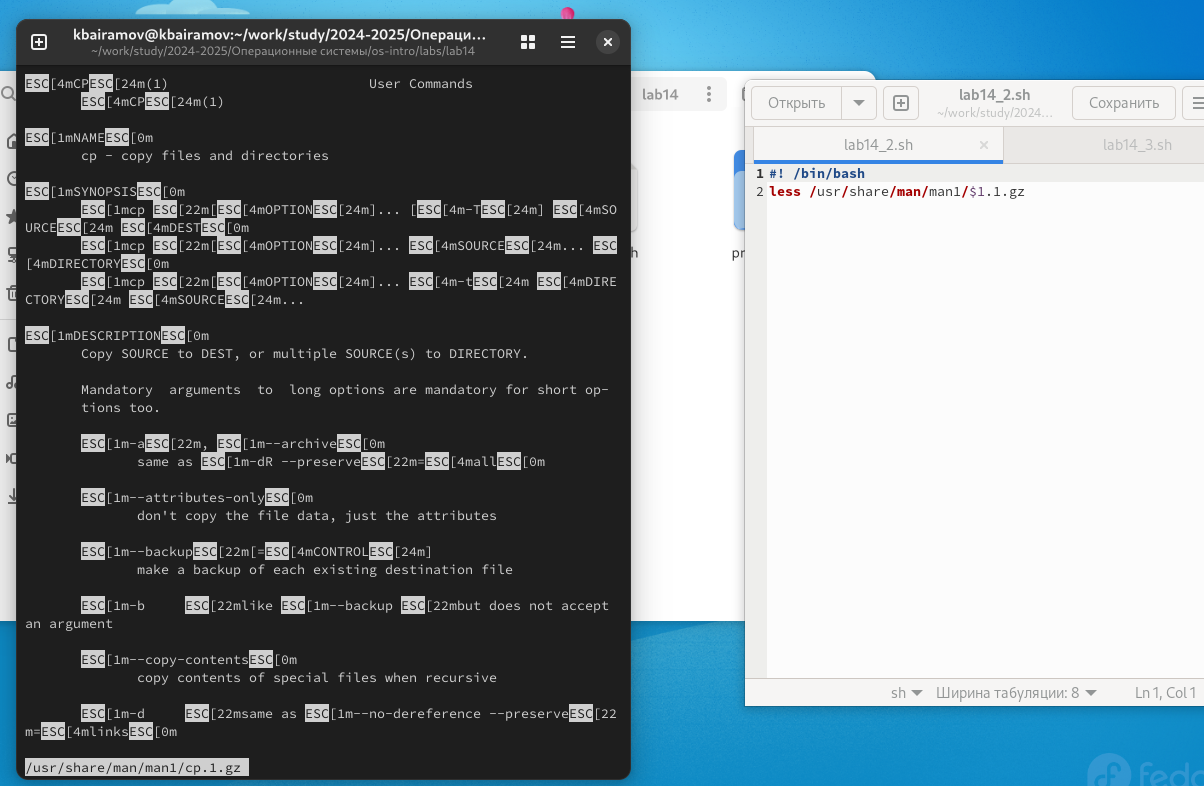 kbairamov@kbairamov:~/work/study/2024-2025/Операци…
~/work/study/2024-2025/Операционные системы/os-intro/labs/lab14
ESC[4mCPESC[24m(1)                         User Commands
       ESC[4mCPESC[24m(1)
ESC[1mNAMEESC[0m
       cp - copy files and directories
ESC[1mSYNOPSISESC[0m
       ESC[1mcp ESC[22m[ESC[4mOPTIONESC[24m]... [ESC[4m-TESC[24m] ESC[4mSO
URCEESC[24m ESC[4mDESTESC[0m
       ESC[1mcp ESC[22m[ESC[4mOPTIONESC[24m]... ESC[4mSOURCEESC[24m... ESC
[4mDIRECTORYESC[0m
       ESC[1mcp ESC[22m[ESC[4mOPTIONESC[24m]... ESC[4m-tESC[24m ESC[4mDIRE
CTORYESC[24m ESC[4mSOURCEESC[24m...
ESC[1mDESCRIPTIONESC[0m
       Copy SOURCE to DEST, or multiple SOURCE(s) to DIRECTORY.
       Mandatory  arguments  to  long options are mandatory for short op-
       tions too.
       ESC[1m-aESC[22m, ESC[1m--archiveESC[0m
              same as ESC[1m-dR --preserveESC[22m=ESC[4mallESC[0m
       ESC[1m--attributes-onlyESC[0m
              don't copy the file data, just the attributes
       ESC[1m--backupESC[22m[=ESC[4mCONTROLESC[24m]
              make a backup of each existing destination file
       ESC[1m-b     ESC[22mlike ESC[1m--backup ESC[22mbut does not accept
an argument
       ESC[1m--copy-contentsESC[0m
              copy contents of special files when recursive
       ESC[1m-d     ESC[22msame as ESC[1m--no-dereference --preserveESC[22
m=ESC[4mlinksESC[0m
/usr/share/man/man1/cp.1.gz
lab14
h
pr
Открыть
lab14_2.sh
~/work/study/2024…
Сохранить
lab14_2.sh
lab14_3.sh
1 #! /bin/bash
2 less /usr/share/man/man1/$1.1.gz
sh
Ширина табуляции: 8
Ln 1, Col 1
fedo